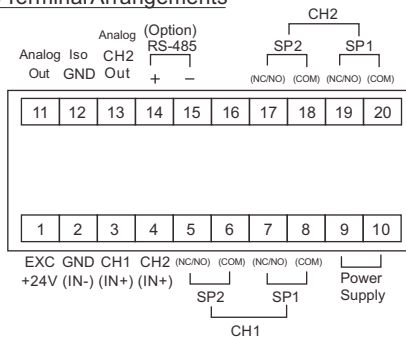 Terminal Arrangements
CH2
Analog (Option)
Analog Iso CH2 RS-485 SP2 SP1
Out GND Out + – (NC/NO) (COM) (NC/NO) (COM)
11 12 13 14 15 16 17 18 19 20
1 2 3 4 5 6 7 8 9 10
EXC GND CH1 CH2 (NC/NO) (COM) (NC/NO) (COM)
+24V (IN-) (IN+) (IN+) SP2 SP1 Power
Supply
CH1